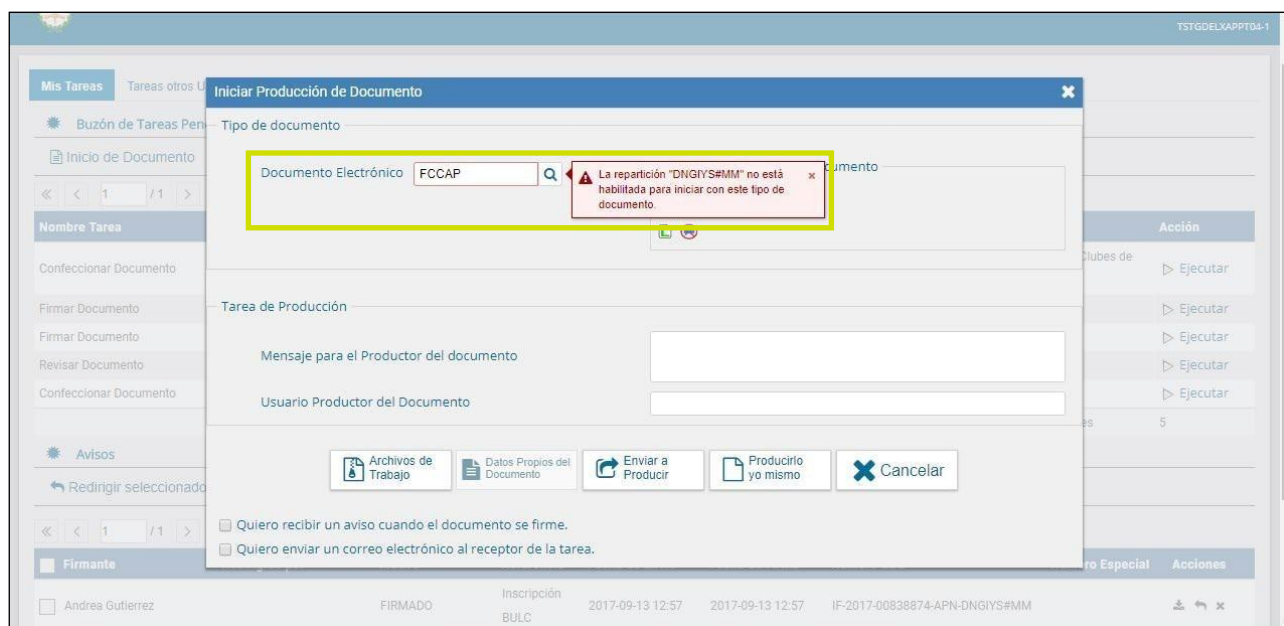 TSTGDELXAPPT04-1
Mis Tareas Tareas otros U
Iniciar Producción de Documento
Buzón de Tareas Pen
Tipo de documento
Inicio de Documento
Documento Electrónico FCCAP
La repartición "DNGIYS#MM" no está
habilitada para iniciar con este tipo de
documento.
cumento
1 / 1
Nombre Tarea Acción
Confeccionar Documento Clubes de Ejecutar
Firmar Documento Ejecutar
Tarea de Producción
Firmar Documento Ejecutar
Mensaje para el Productor del documento
Revisar Documento Ejecutar
Confeccionar Documento Ejecutar
Usuario Productor del Documento
es 5
Avisos
Archivos de
Trabajo
Datos Propios del
Documento
Enviar a
Producir
Producirlo
yo mismo
Cancelar
Redirigir seleccionado
Quiero recibir un aviso cuando el documento se firme.
1 / 1
Quiero enviar un correo electrónico al receptor de la tarea.
Firmante ro Especial Acciones
Andrea Gutierrez FIRMADO Inscripción BULC 2017-09-13 12:57 2017-09-13 12:57 IF-2017-00838874-APN-DNGIYS#MM